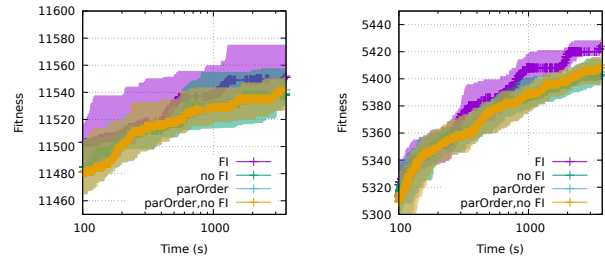 11600
11580
11560
11540
11520
11500
11480
11460
Fitness
100
1000
Time (s)
FI
no FI
parOrder
parOrder,no FI
5440
5420
5400
5380
5360
5340
5320
5300
Fitness
100
1000
Time (s)
FI
no FI
parOrder
parOrder,no FI